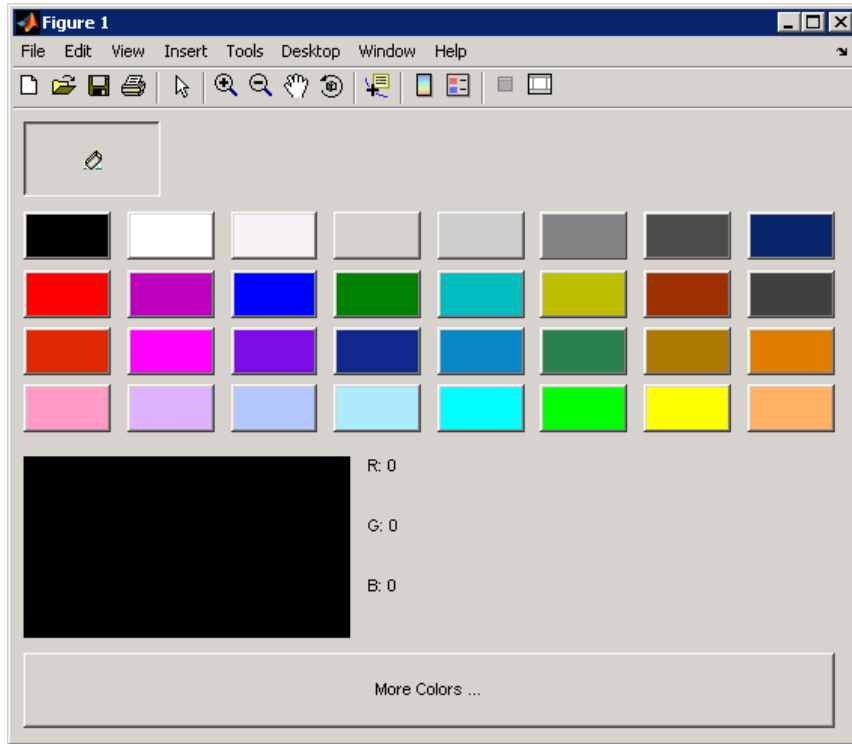 Figure 1
File Edit View Insert Tools Desktop Window Help
R: 0
G: 0
B: 0
More Colors ...